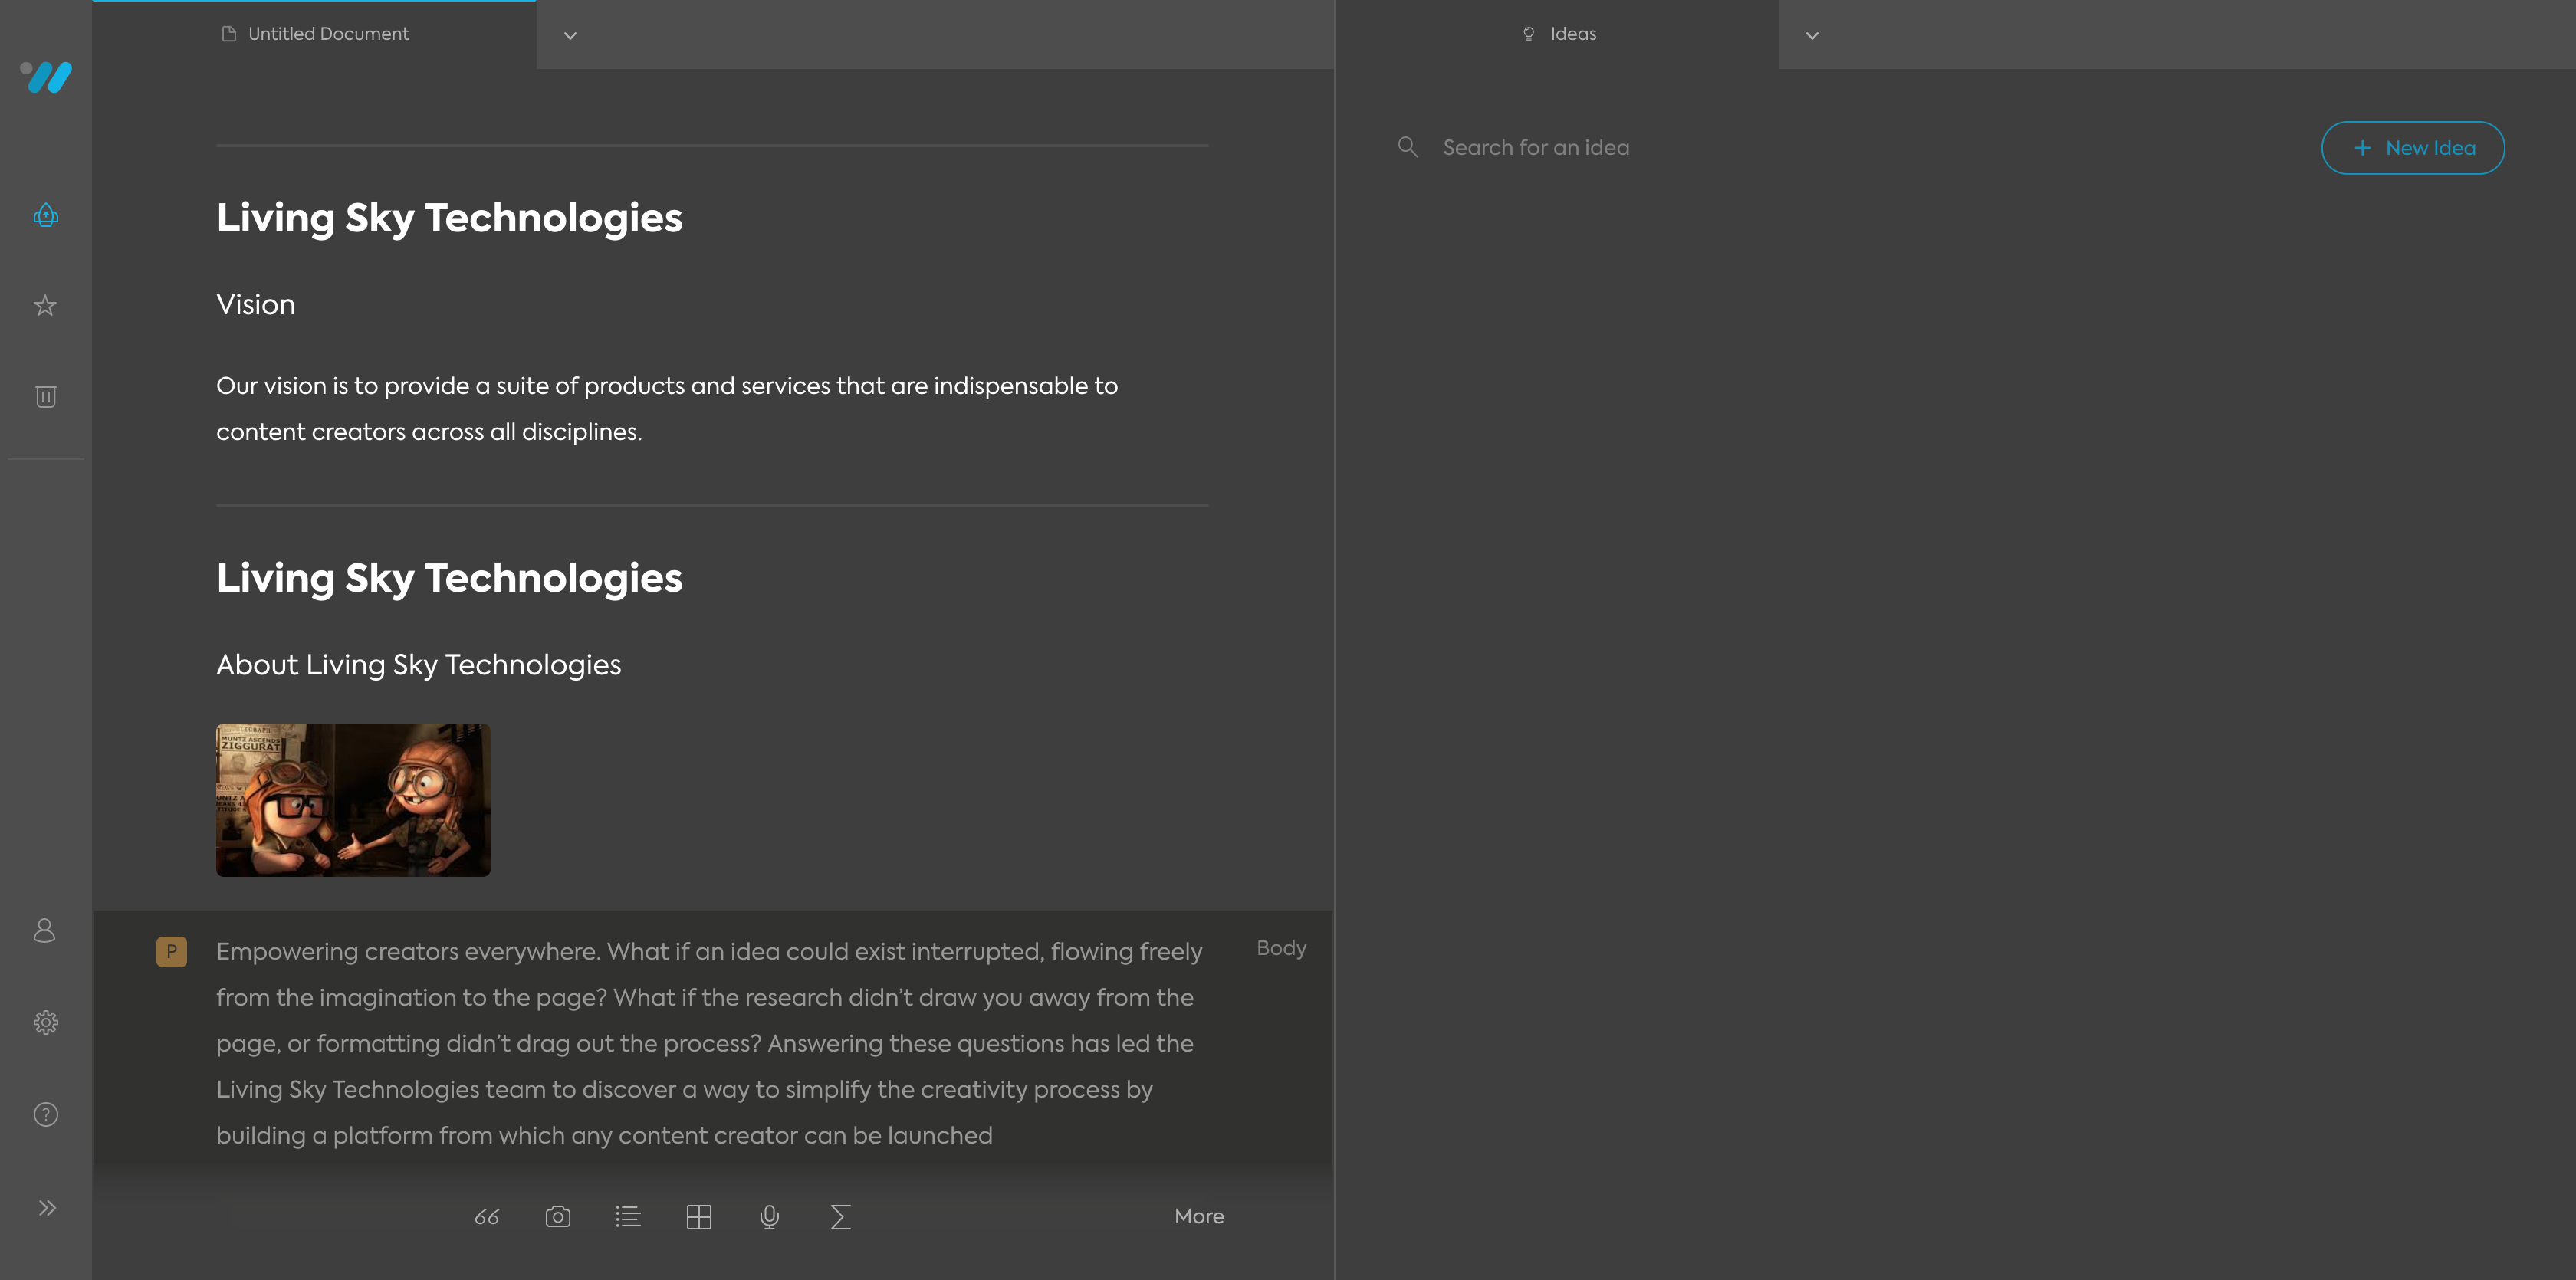 Untitled Document
Ideas
Search for an idea
+ New Idea
Living Sky Technologies
Vision
Our vision is to provide a suite of products and services that are indispensable to
content creators across all disciplines.
Living Sky Technologies
About Living Sky Technologies
MUNTZ ASCENDS
ZIGGURAT
P
Empowering creators everywhere. What if an idea could exist interrupted, flowing freely
Body
from the imagination to the page? What if the research didn’t draw you away from the
page, or formatting didn’t drag out the process? Answering these questions has led the
Living Sky Technologies team to discover a way to simplify the creativity process by
building a platform from which any content creator can be launched
More